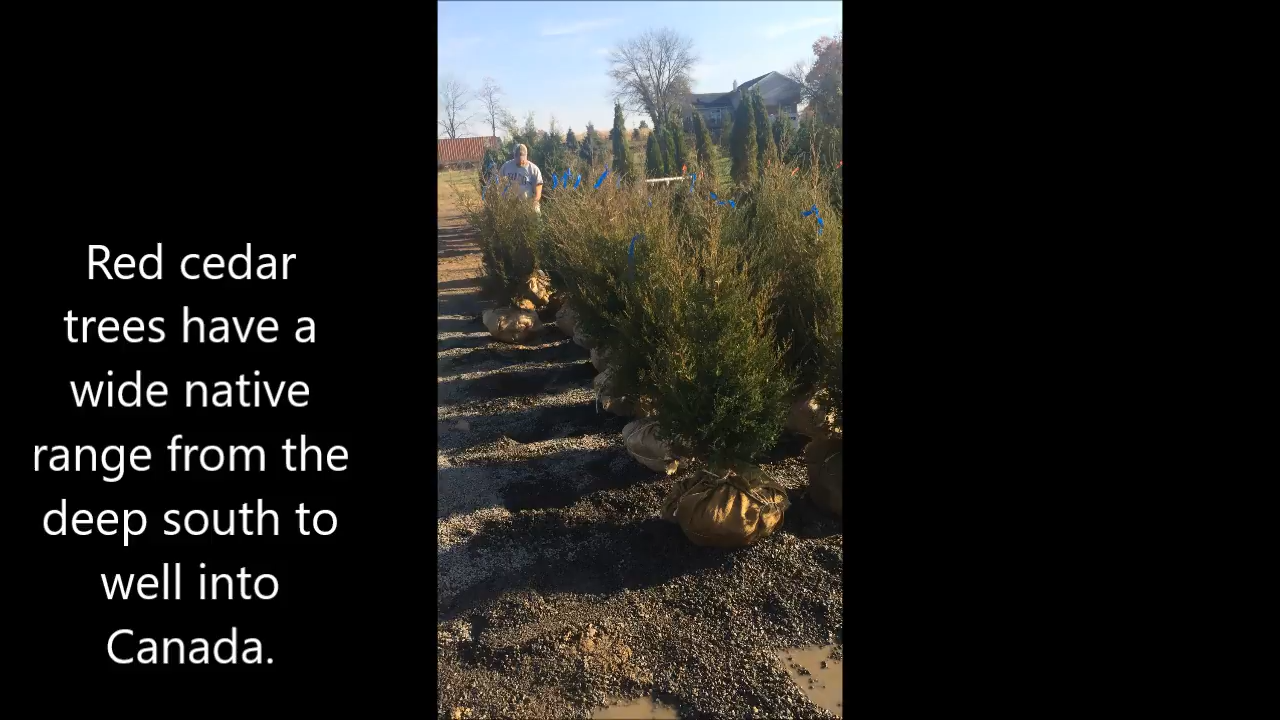 Red cedar
trees have a
wide native
range from the
deep south to
well into
Canada.